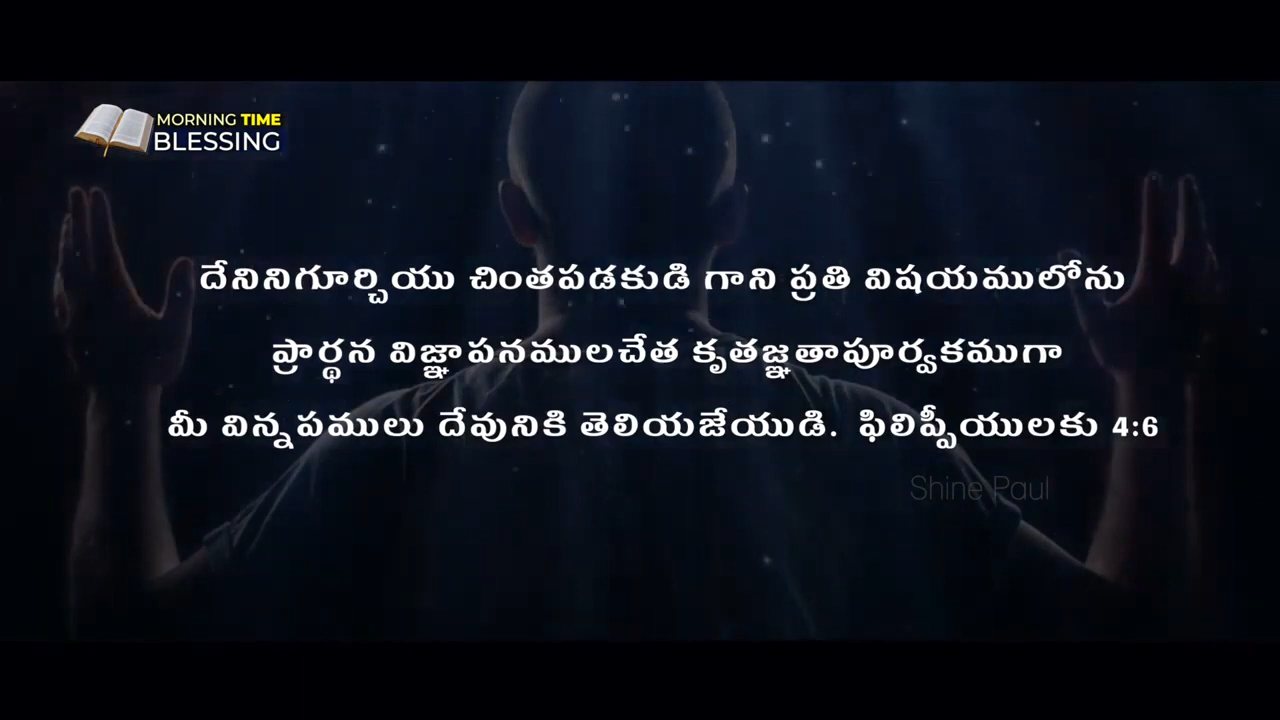 MORNING TIME
BLESSING
దేనినిగూర్చియు చింతపడకుడి గాని ప్రతి విషయములోను
ప్రార్థన విజ్ఞాపనములచేత కృతజ్ఞతాపూర్వకముగా
మీ విన్నపములు దేవునికి తెలియజేయుడి. ఫిలిప్పీయులకు 4:6
Shine Paul